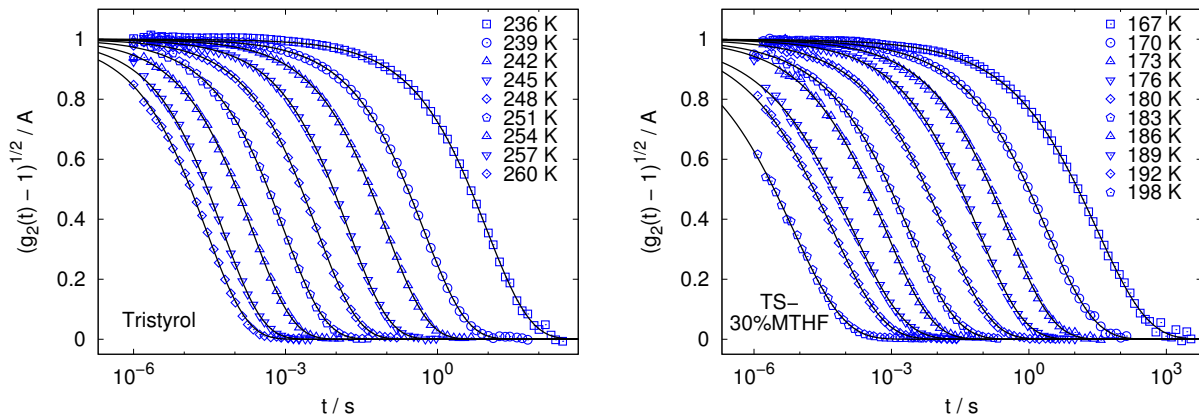 (g₂(t) − 1)^1/2 / A
1
0.8
0.6
0.4
0.2
0
236 K
239 K
242 K
245 K
248 K
251 K
254 K
257 K
260 K
Tristyrol
10⁻⁶
10⁻³
10⁰
t / s
(g₂(t) − 1)^1/2 / A
1
0.8
0.6
0.4
0.2
0
167 K
170 K
173 K
176 K
180 K
183 K
186 K
189 K
192 K
198 K
TS−
30%MTHF
10⁻⁶
10⁻³
10⁰
10³
t / s